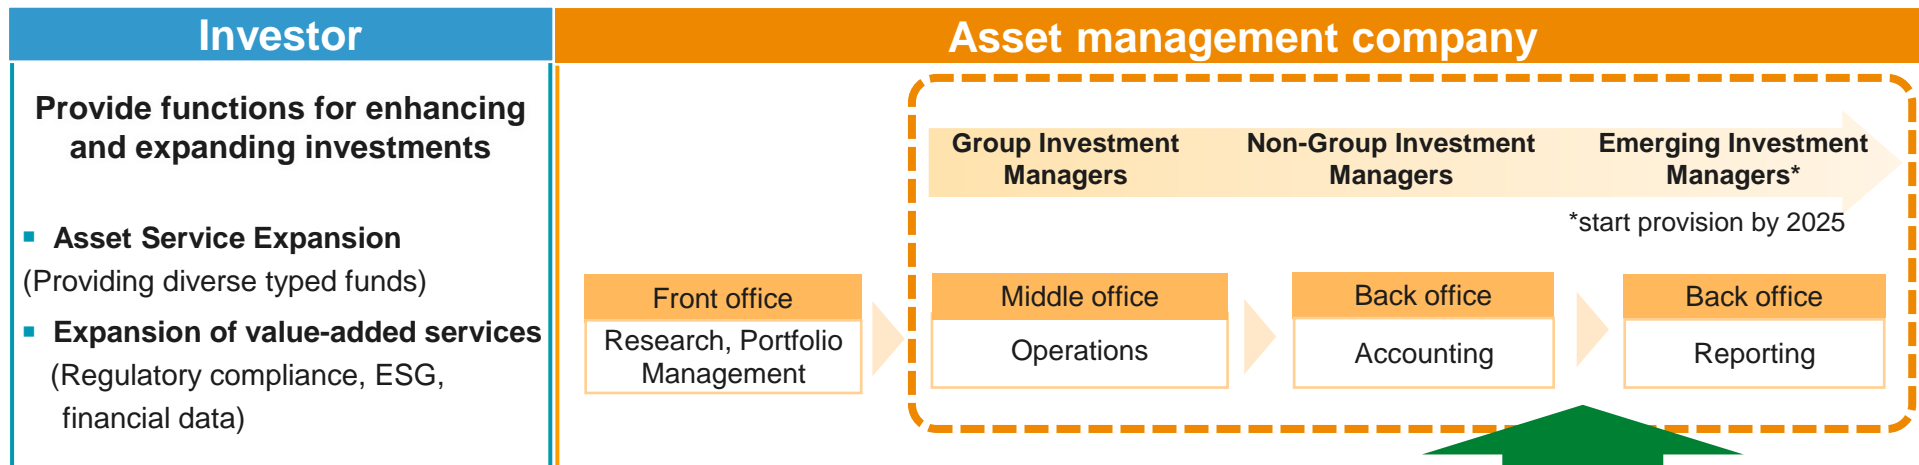 Investor
Provide functions for enhancing
and expanding investments
▪ Asset Service Expansion
(Providing diverse typed funds)
▪ Expansion of value-added services
(Regulatory compliance, ESG,
financial data)
Asset management company
Group Investment
Managers
Non-Group Investment
Managers
Emerging Investment
Managers*
*start provision by 2025
Front office
Research, Portfolio
Management
Middle office
Operations
Back office
Accounting
Back office
Reporting